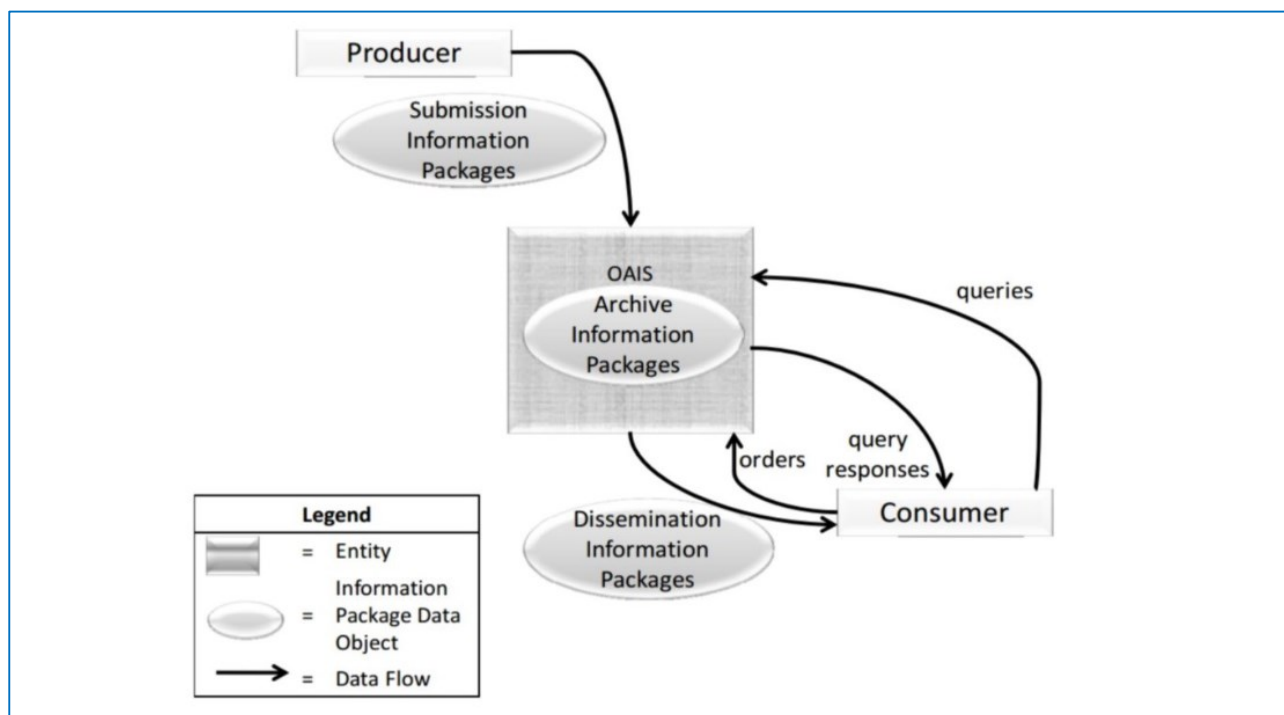 Producer
Submission
Information
Packages
OAIS
Archive
Information
Packages
queries
query
responses
orders
Consumer
Dissemination
Information
Packages
Legend
= Entity
Information
= Package Data
Object
= Data Flow